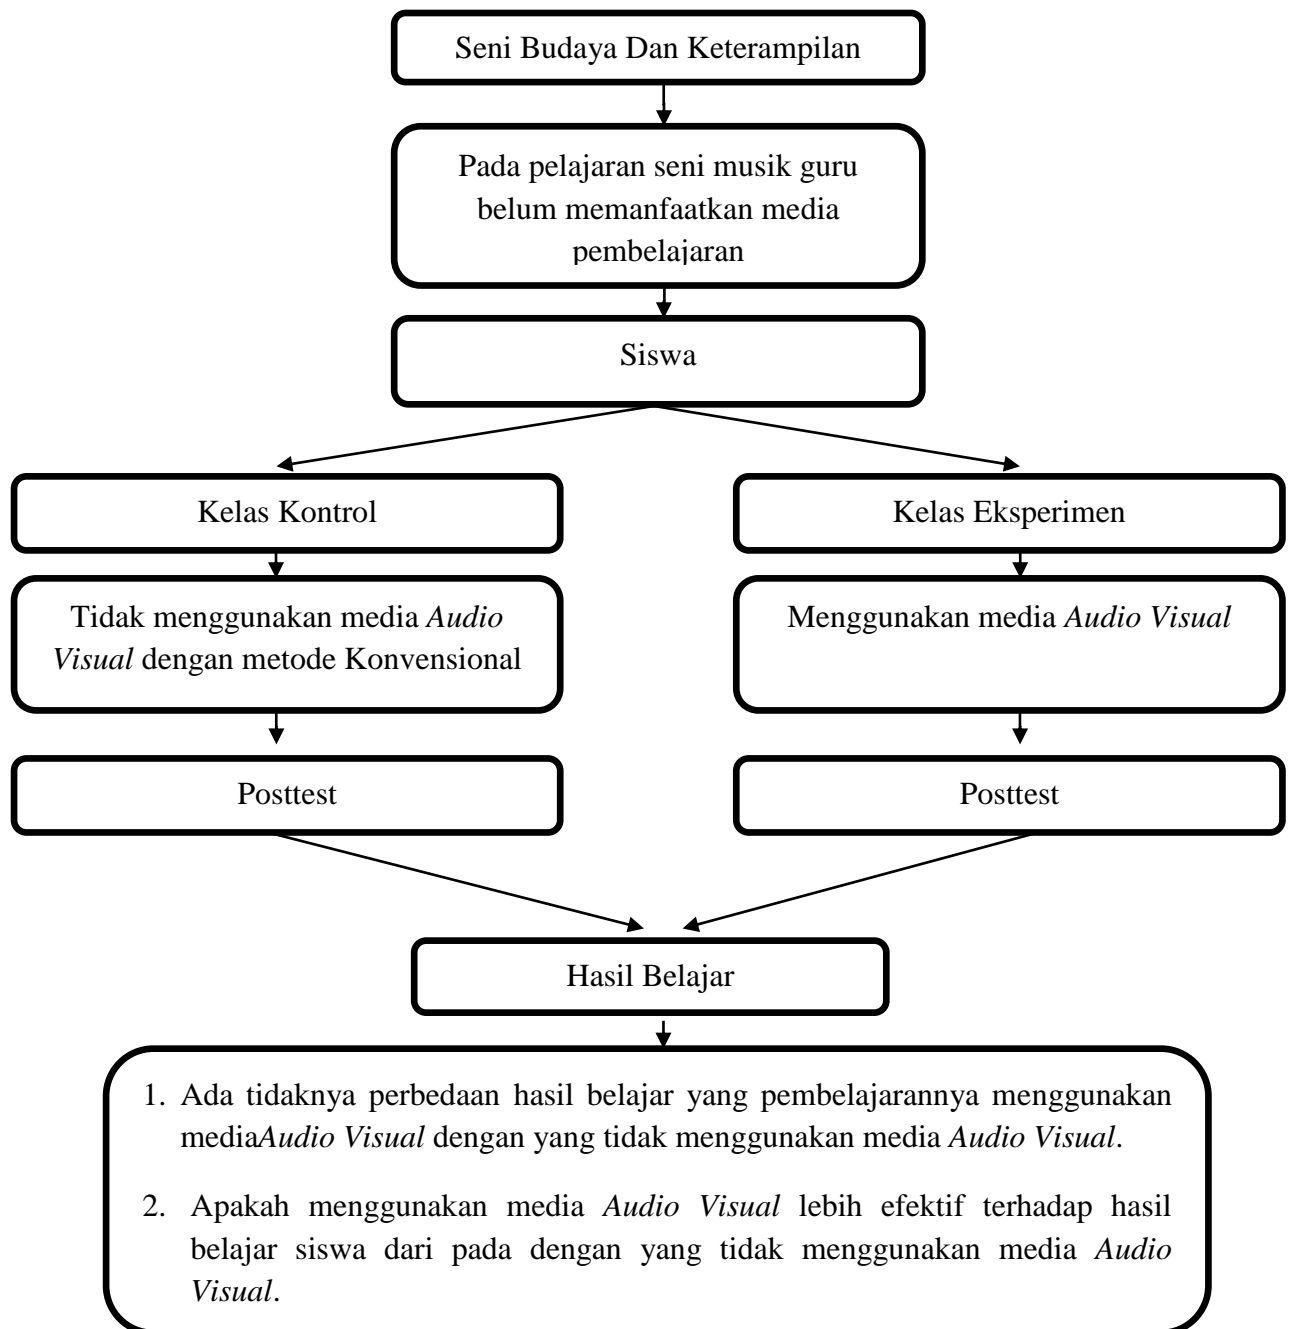 Seni Budaya Dan Keterampilan
Pada pelajaran seni musik guru
belum memanfaatkan media
pembelajaran
Siswa
Kelas Kontrol
Kelas Eksperimen
Tidak menggunakan media Audio
Visual dengan metode Konvensional
Menggunakan media Audio Visual
Posttest
Posttest
Hasil Belajar
1. Ada tidaknya perbedaan hasil belajar yang pembelajarannya menggunakan
mediaAudio Visual dengan yang tidak menggunakan media Audio Visual.
2. Apakah menggunakan media Audio Visual lebih efektif terhadap hasil
belajar siswa dari pada dengan yang tidak menggunakan media Audio
Visual.